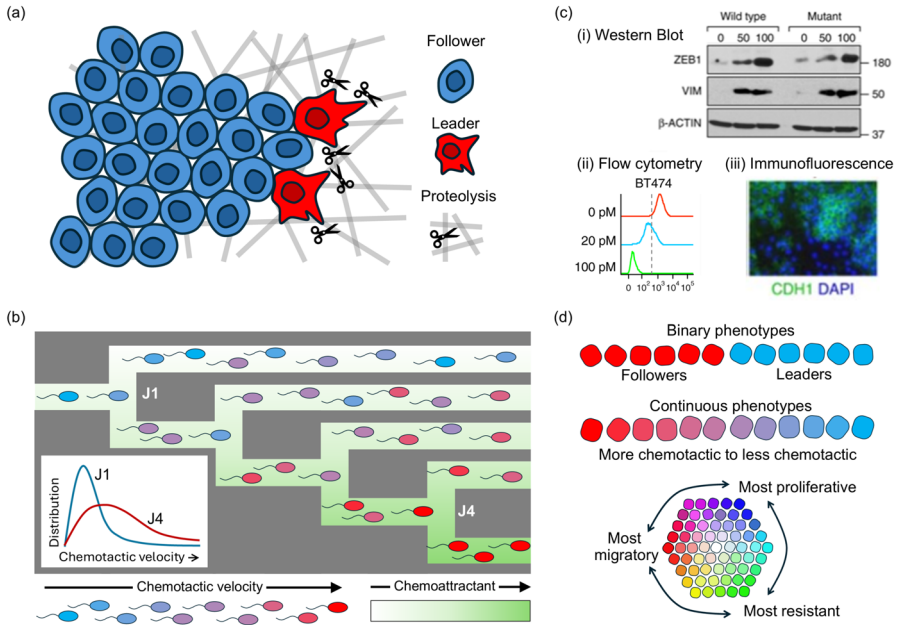 (a)
Follower
Leader
Proteolysis
(b)
J1
J4
Distribution
J1
J4
Chemotactic velocity →
Chemotactic velocity
Chemoattractant
(c)
(i) Western Blot
Wild type Mutant
0 50 100 0 50 100
ZEB1 180
VIM 50
β-ACTIN 37
(ii) Flow cytometry
BT474
0 pM
20 pM
100 pM
0 10² 10³ 10⁴ 10⁵
(iii) Immunofluorescence
CDH1 DAPI
(d)
Binary phenotypes
Followers Leaders
Continuous phenotypes
More chemotactic to less chemotactic
Most proliferative
Most migratory
Most resistant